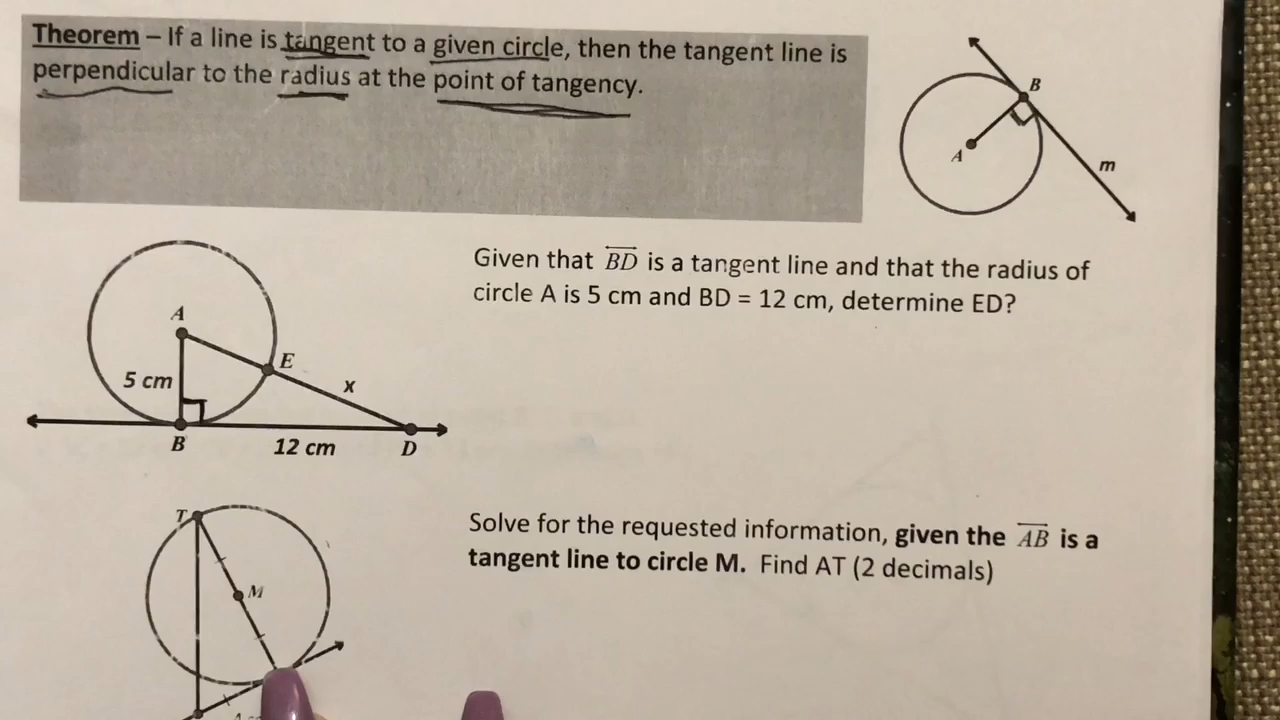 Theorem – If a line is tangent to a given circle, then the tangent line is
perpendicular to the radius at the point of tangency.
B
A
m
Given that BD is a tangent line and that the radius of
circle A is 5 cm and BD = 12 cm, determine ED?
A
E
5 cm
x
B
12 cm
D
Solve for the requested information, given the AB is a
tangent line to circle M. Find AT (2 decimals)
T
M